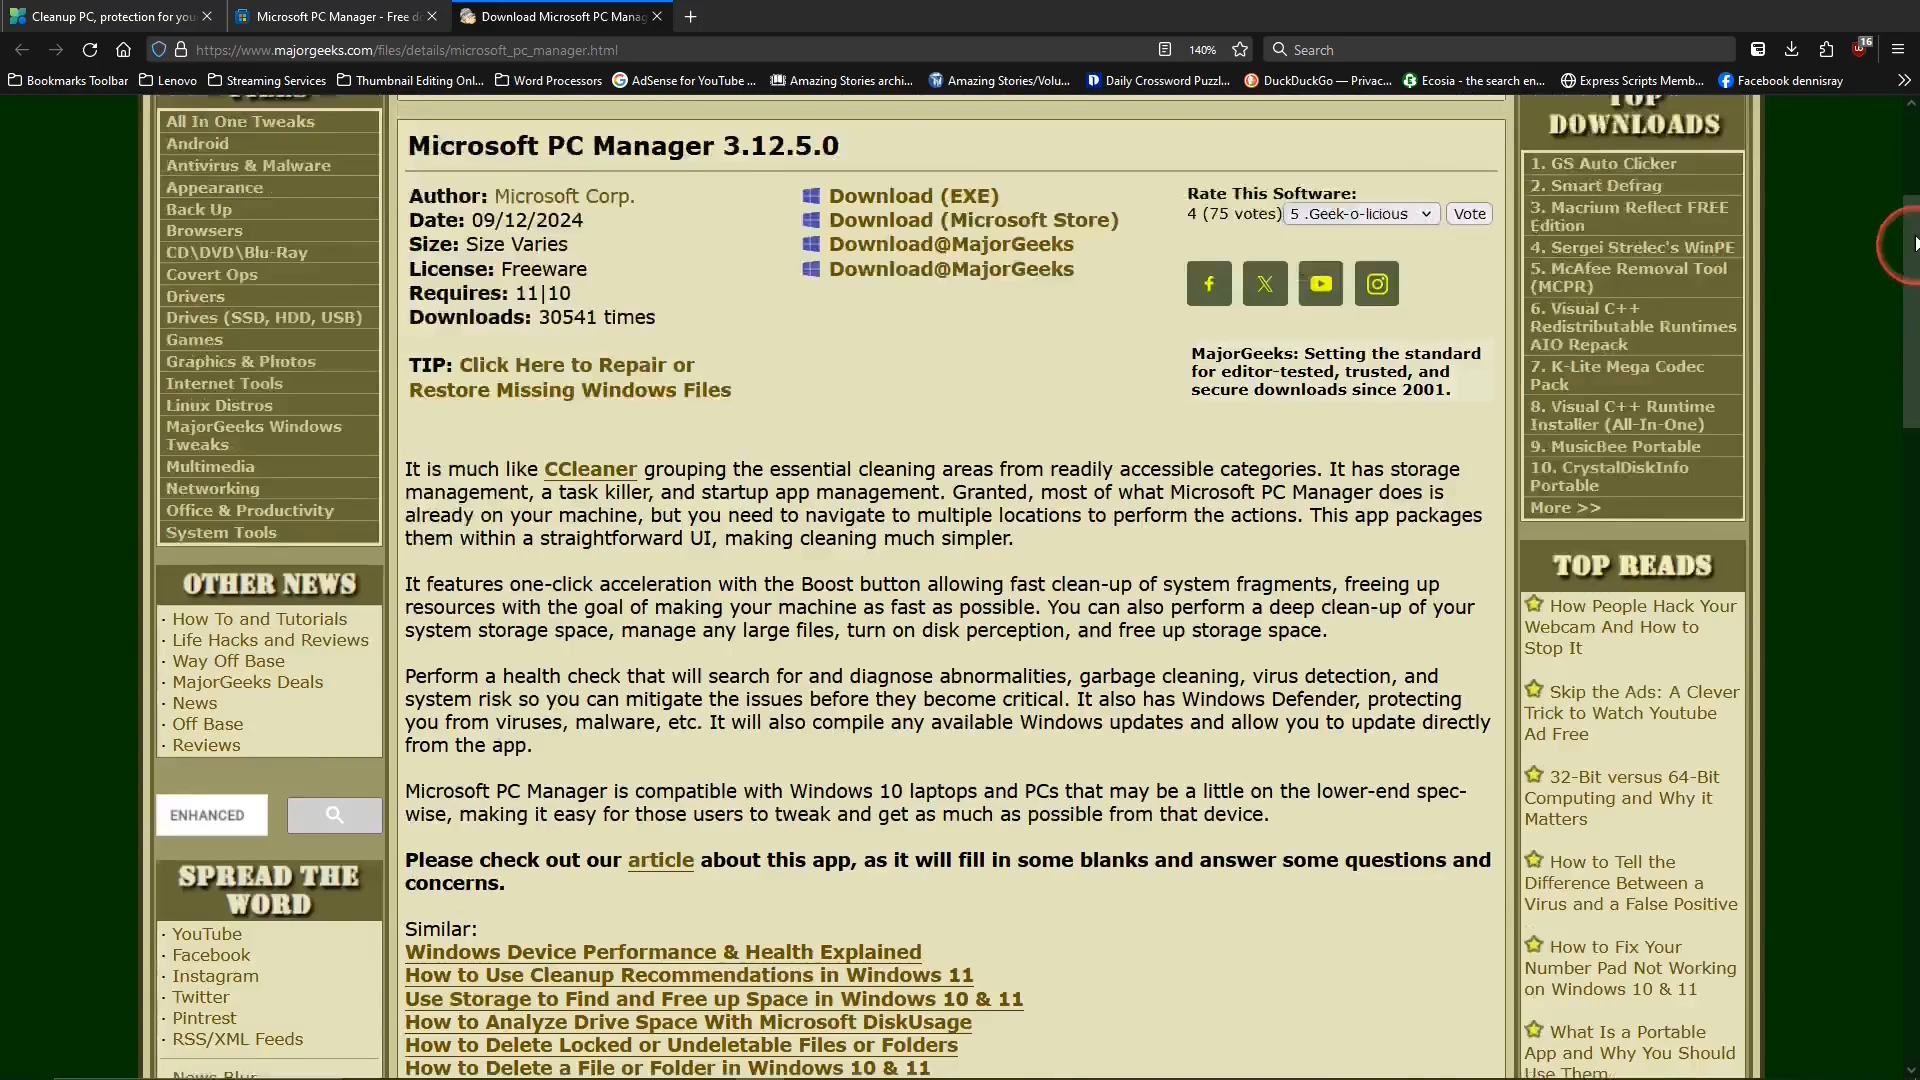 Cleanup PC, protection for you
Microsoft PC Manager - Free d
Download Microsoft PC Manag
https://www.majorgeeks.com/files/details/microsoft_pc_manager.html
140%
Search
16
Bookmarks Toolbar
Lenovo
Streaming Services
Thumbnail Editing Onl...
Word Processors
AdSense for YouTube ...
Amazing Stories archi...
Amazing Stories/Volu...
Daily Crossword Puzzl...
DuckDuckGo — Privac...
Ecosia - the search en...
Express Scripts Memb...
Facebook dennisray
All In One Tweaks
Android
Antivirus & Malware
Appearance
Back Up
Browsers
CD\DVD\Blu-Ray
Covert Ops
Drivers
Drives (SSD, HDD, USB)
Games
Graphics & Photos
Internet Tools
Linux Distros
MajorGeeks Windows
Tweaks
Multimedia
Networking
Office & Productivity
System Tools
OTHER NEWS
· How To and Tutorials
· Life Hacks and Reviews
· Way Off Base
· MajorGeeks Deals
· News
· Off Base
· Reviews
ENHANCED
SPREAD THE
WORD
· YouTube
· Facebook
· Instagram
· Twitter
· Pintrest
· RSS/XML Feeds
News Blur
Microsoft PC Manager 3.12.5.0
Author: Microsoft Corp.
Date: 09/12/2024
Size: Size Varies
License: Freeware
Requires: 11|10
Downloads: 30541 times
TIP: Click Here to Repair or
Restore Missing Windows Files
Download (EXE)
Download (Microsoft Store)
Download@MajorGeeks
Download@MajorGeeks
Rate This Software:
4 (75 votes) 5 .Geek-o-licious Vote
MajorGeeks: Setting the standard
for editor-tested, trusted, and
secure downloads since 2001.
It is much like CCleaner grouping the essential cleaning areas from readily accessible categories. It has storage
management, a task killer, and startup app management. Granted, most of what Microsoft PC Manager does is
already on your machine, but you need to navigate to multiple locations to perform the actions. This app packages
them within a straightforward UI, making cleaning much simpler.
It features one-click acceleration with the Boost button allowing fast clean-up of system fragments, freeing up
resources with the goal of making your machine as fast as possible. You can also perform a deep clean-up of your
system storage space, manage any large files, turn on disk perception, and free up storage space.
Perform a health check that will search for and diagnose abnormalities, garbage cleaning, virus detection, and
system risk so you can mitigate the issues before they become critical. It also has Windows Defender, protecting
you from viruses, malware, etc. It will also compile any available Windows updates and allow you to update directly
from the app.
Microsoft PC Manager is compatible with Windows 10 laptops and PCs that may be a little on the lower-end spec-
wise, making it easy for those users to tweak and get as much as possible from that device.
Please check out our article about this app, as it will fill in some blanks and answer some questions and
concerns.
Similar:
Windows Device Performance & Health Explained
How to Use Cleanup Recommendations in Windows 11
Use Storage to Find and Free up Space in Windows 10 & 11
How to Analyze Drive Space With Microsoft DiskUsage
How to Delete Locked or Undeletable Files or Folders
How to Delete a File or Folder in Windows 10 & 11
TOP
DOWNLOADS
1. GS Auto Clicker
2. Smart Defrag
3. Macrium Reflect FREE
Edition
4. Sergei Strelec's WinPE
5. McAfee Removal Tool
(MCPR)
6. Visual C++
Redistributable Runtimes
AIO Repack
7. K-Lite Mega Codec
Pack
8. Visual C++ Runtime
Installer (All-In-One)
9. MusicBee Portable
10. CrystalDiskInfo
Portable
More >>
TOP READS
How People Hack Your
Webcam And How to
Stop It
Skip the Ads: A Clever
Trick to Watch Youtube
Ad Free
32-Bit versus 64-Bit
Computing and Why it
Matters
How to Tell the
Difference Between a
Virus and a False Positive
How to Fix Your
Number Pad Not Working
on Windows 10 & 11
What Is a Portable
App and Why You Should
Use Them